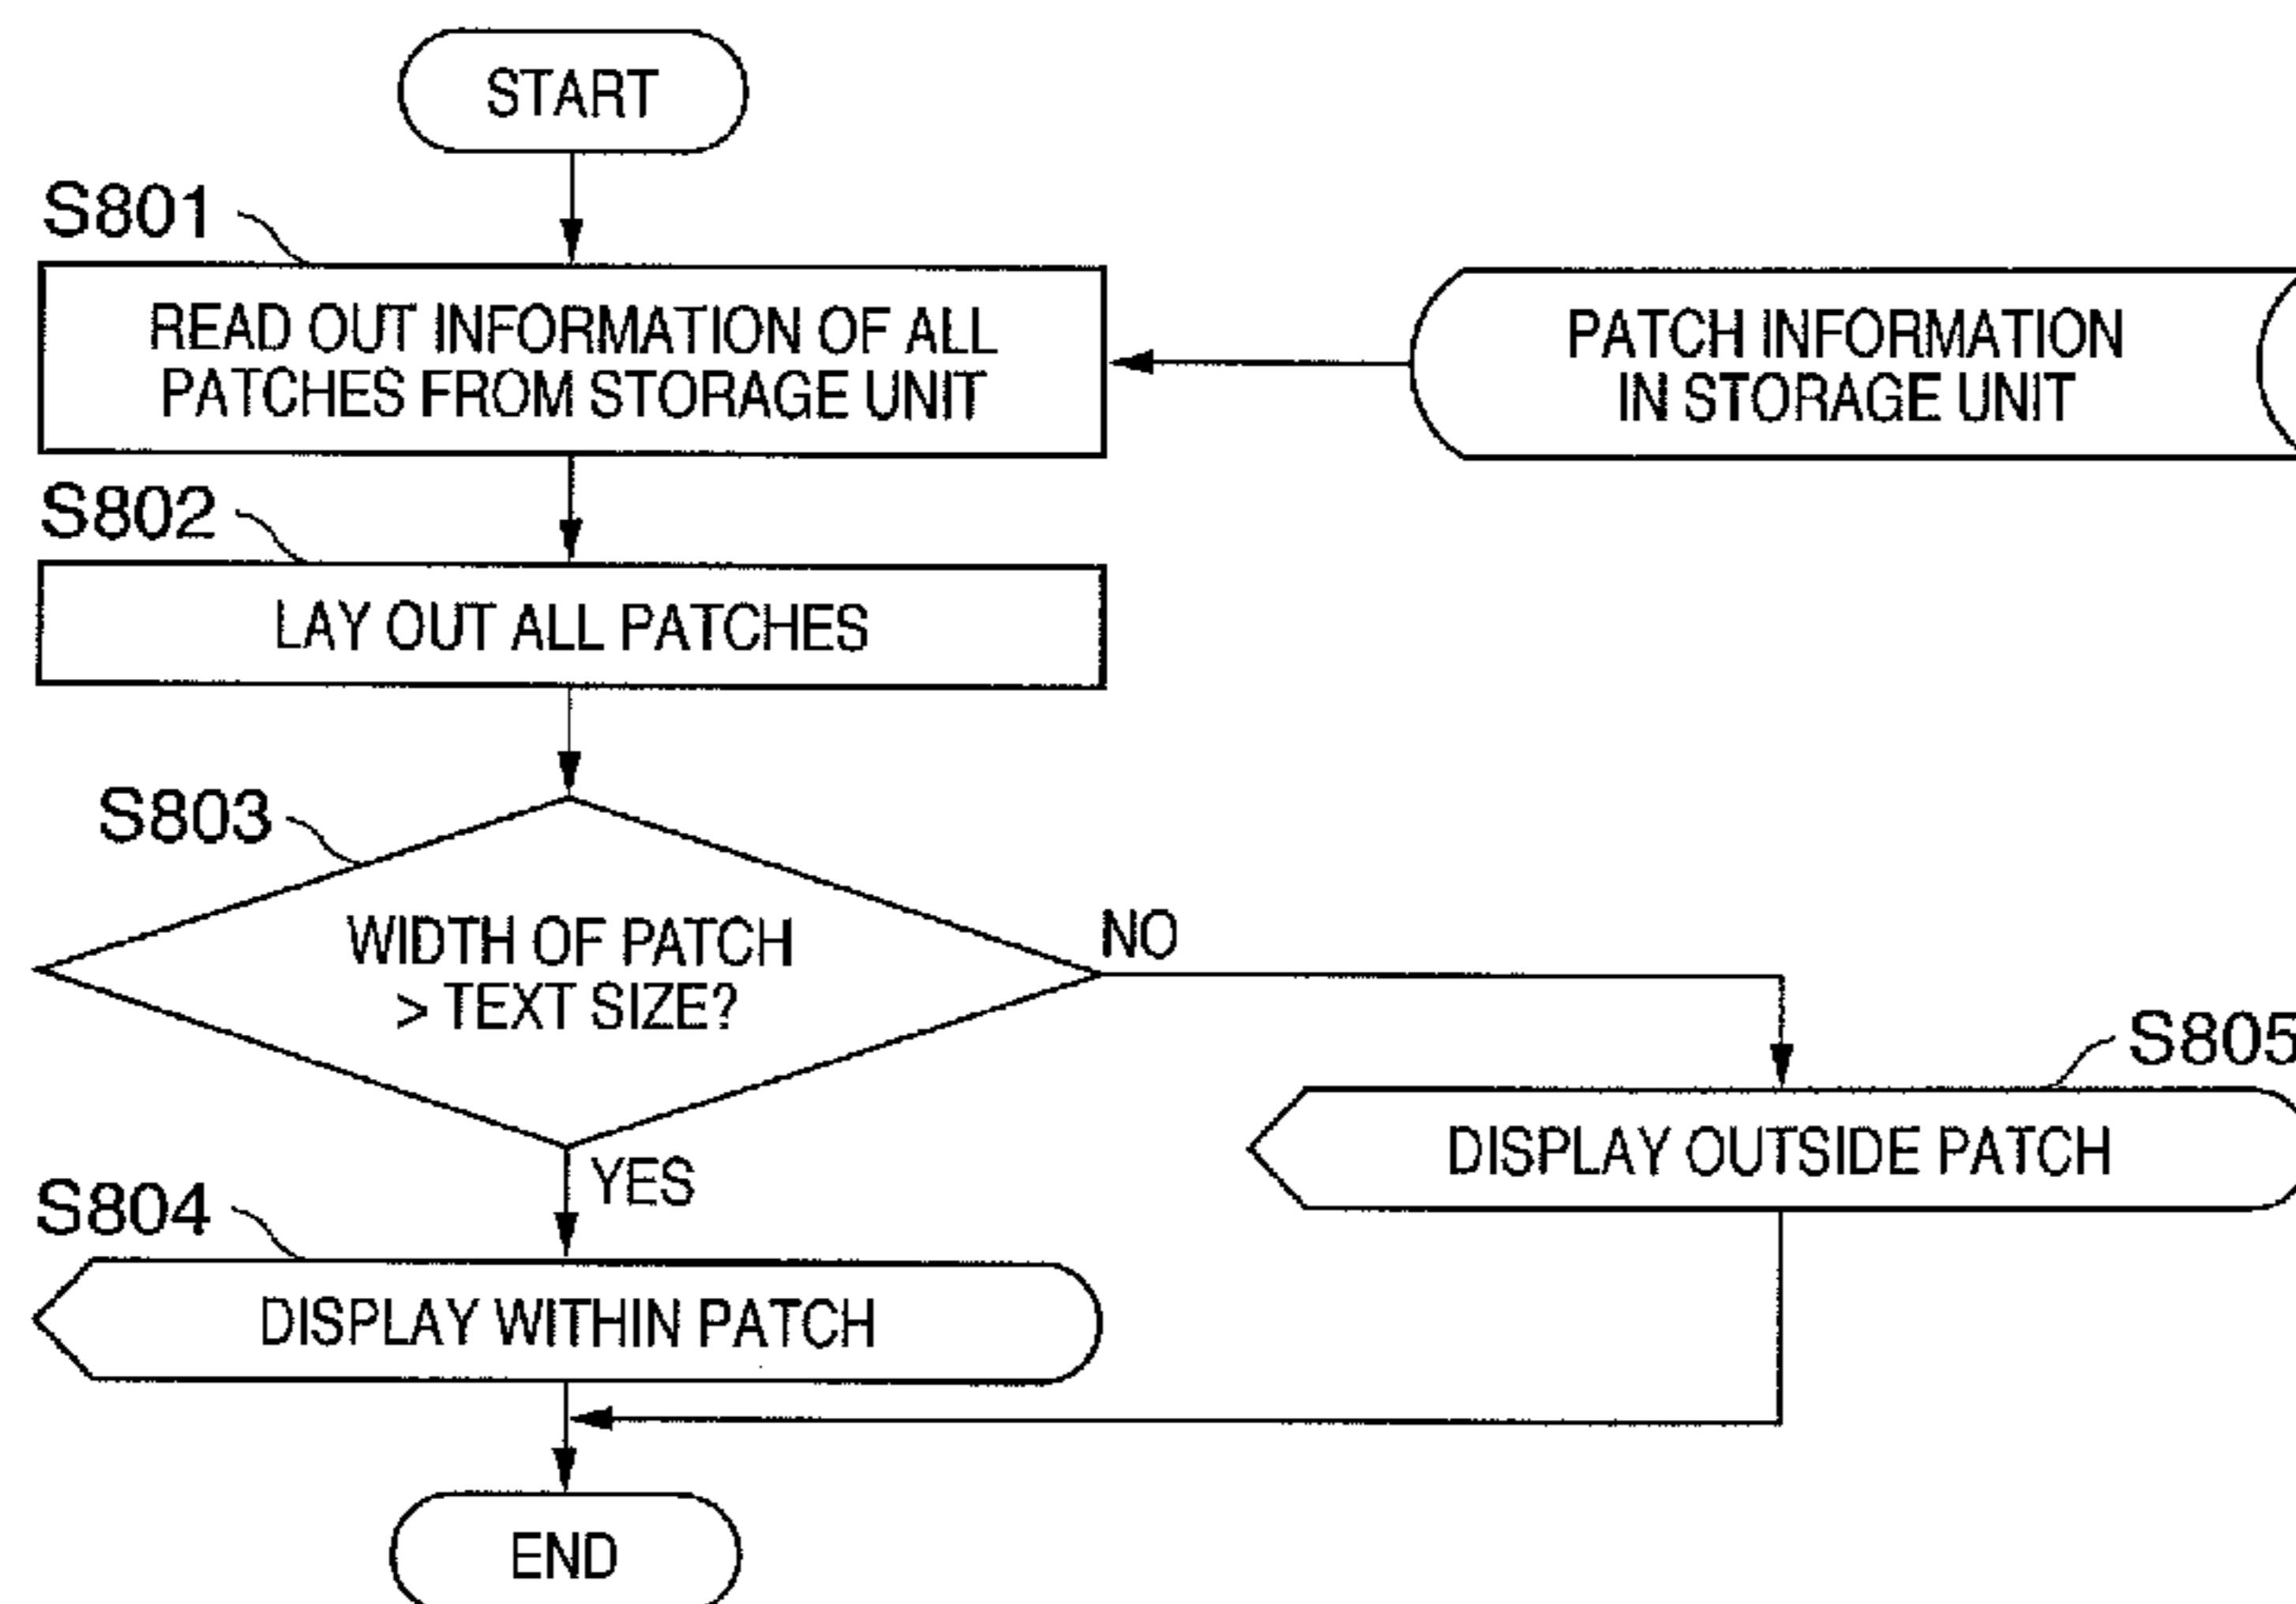 START
S801
READ OUT INFORMATION OF ALL
PATCHES FROM STORAGE UNIT
PATCH INFORMATION
IN STORAGE UNIT
S802
LAY OUT ALL PATCHES
S803
WIDTH OF PATCH
> TEXT SIZE?
NO
S805
DISPLAY OUTSIDE PATCH
YES
S804
DISPLAY WITHIN PATCH
END